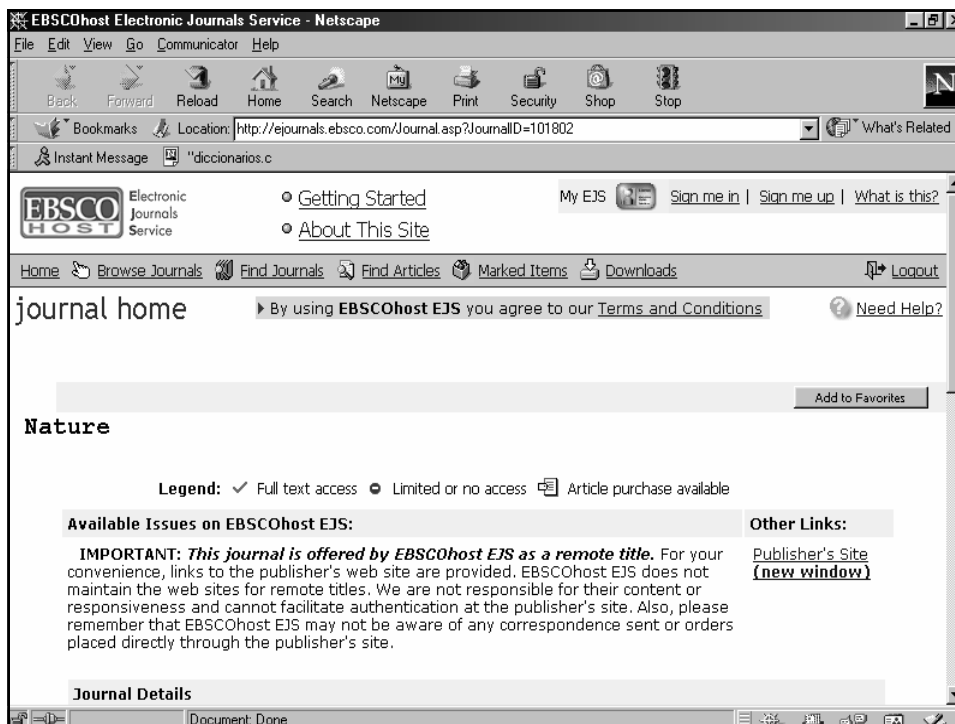 EBSCOhost Electronic Journals Service - Netscape
File Edit View Go Communicator Help
Back Forward Reload Home Search Netscape Print Security Shop Stop
My
N
Bookmarks Location: http://ejournals.ebsco.com/Journal.asp?JournalID=101802 What's Related
Instant Message "diccionarios.c
EBSCO HOST Electronic Journals Service
Getting Started
About This Site
My EJS Sign me in | Sign me up | What is this?
Home Browse Journals Find Journals Find Articles Marked Items Downloads Logout
journal home By using EBSCOhost EJS you agree to our Terms and Conditions Need Help?
Add to Favorites
Nature
Legend: Full text access Limited or no access Article purchase available
Available Issues on EBSCOhost EJS: Other Links:
IMPORTANT: This journal is offered by EBSCOhost EJS as a remote title. For your
convenience, links to the publisher's web site are provided. EBSCOhost EJS does not
maintain the web sites for remote titles. We are not responsible for their content or
responsiveness and cannot facilitate authentication at the publisher's site. Also, please
remember that EBSCOhost EJS may not be aware of any correspondence sent or orders
placed directly through the publisher's site.
Publisher's Site
(new window)
Journal Details
Document: Done